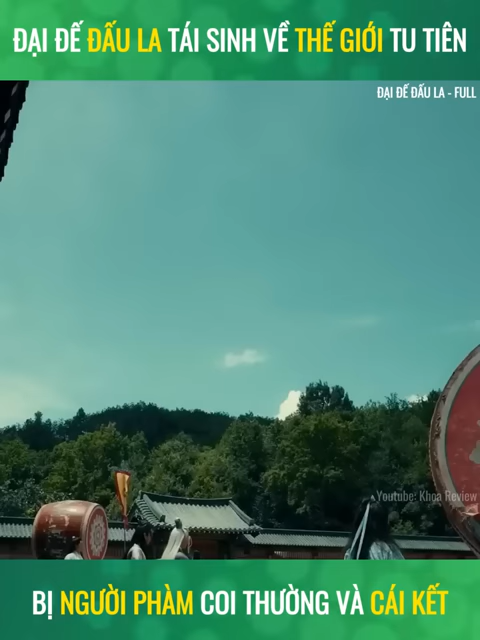 ĐẠI ĐẾ ĐẤU LA TÁI SINH VỀ THẾ GIỚI TU TIÊN
ĐẠI ĐẾ ĐẤU LA - FULL
Youtube: Khoa Review
BỊ NGƯỜI PHÀM COI THƯỜNG VÀ CÁI KẾT